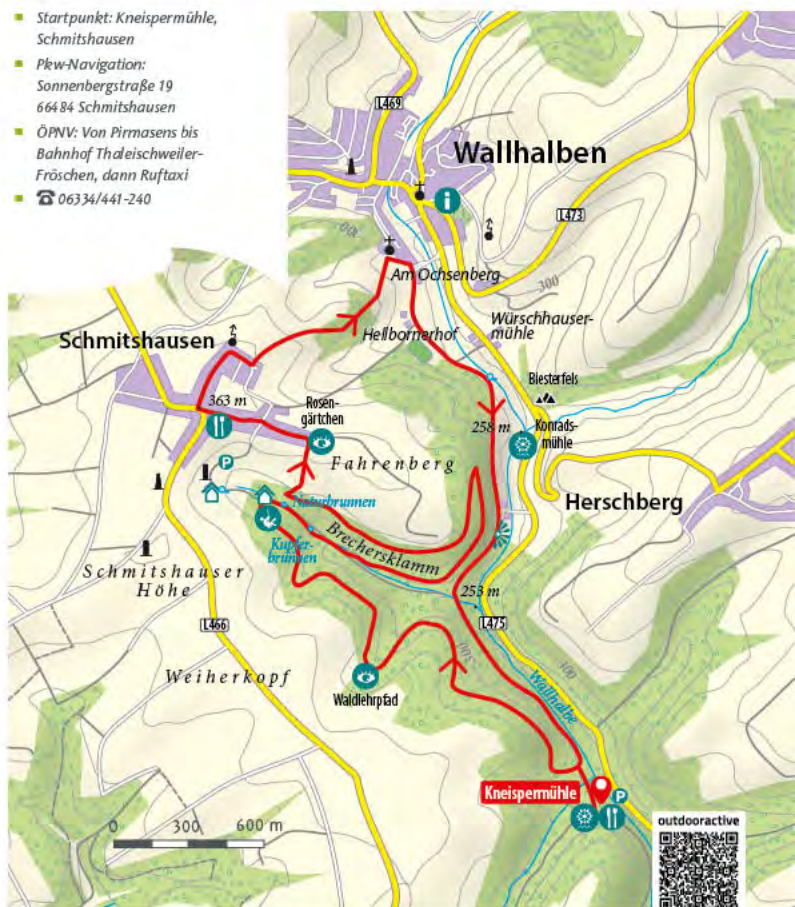 Startpunkt: Kneispermühle,
Schmitshausen
Pkw-Navigation:
Sonnenbergstraße 19
66484 Schmitshausen
ÖPNV: Von Pirmasens bis
Bahnhof Thaleischweiler-
Fröschen, dann Ruftaxi
06334/441-240
L469
Wallhalben
i
L473
300
Am Ochsenberg
Hellbornerhof
Würschhauser-
mühle
Schmitshausen
Biesterfels
363 m
Rosen-
gärtchen
258 m
Konrads-
mühle
P
Fahrenberg
Herschberg
Naturbrunnen
Kupfer-
brunnen
Brechersklamm
Schmitshauser
Höhe
253 m
L466
L475
300
Weiherkopf
Waldlehrpfad
Wallhalbe
Kneispermühle
P
0 300 600 m
outdooractive